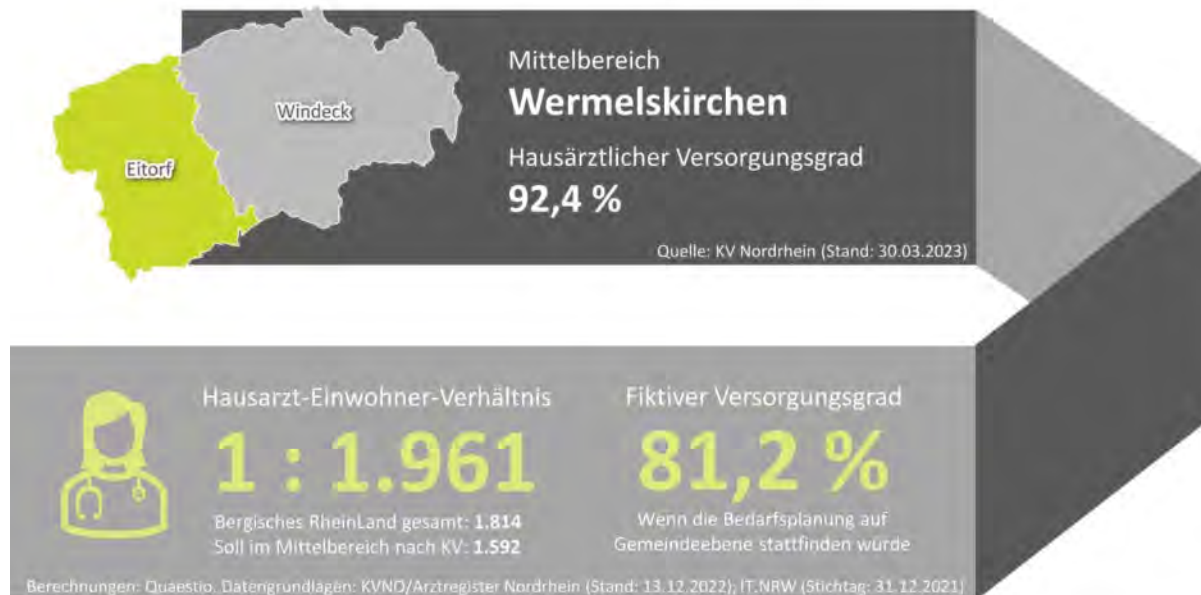 Windeck
Eitorf
Mittelbereich
Wermelskirchen
Hausärztlicher Versorgungsgrad
92,4 %
Quelle: KV Nordrhein (Stand: 30.03.2023)
Hausarzt-Einwohner-Verhältnis
1 : 1.961
Bergisches RheinLand gesamt: 1.814
Soll im Mittelbereich nach KV: 1.592
Fiktiver Versorgungsgrad
81,2 %
Wenn die Bedarfsplanung auf
Gemeindeebene stattfinden würde
Berechnungen: Quaestio. Datengrundlagen: KVNO/Arztregister Nordrhein (Stand: 13.12.2022); IT.NRW (Stichtag: 31.12.2021)